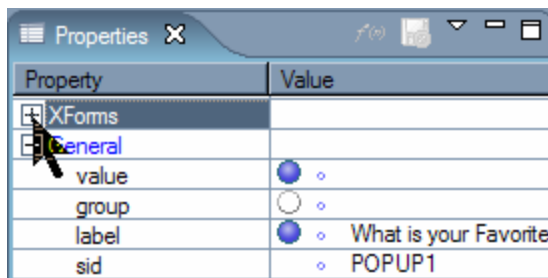 Properties
f(x)
Property Value
XForms
General
value
group
label What is your Favorite
sid POPUP1